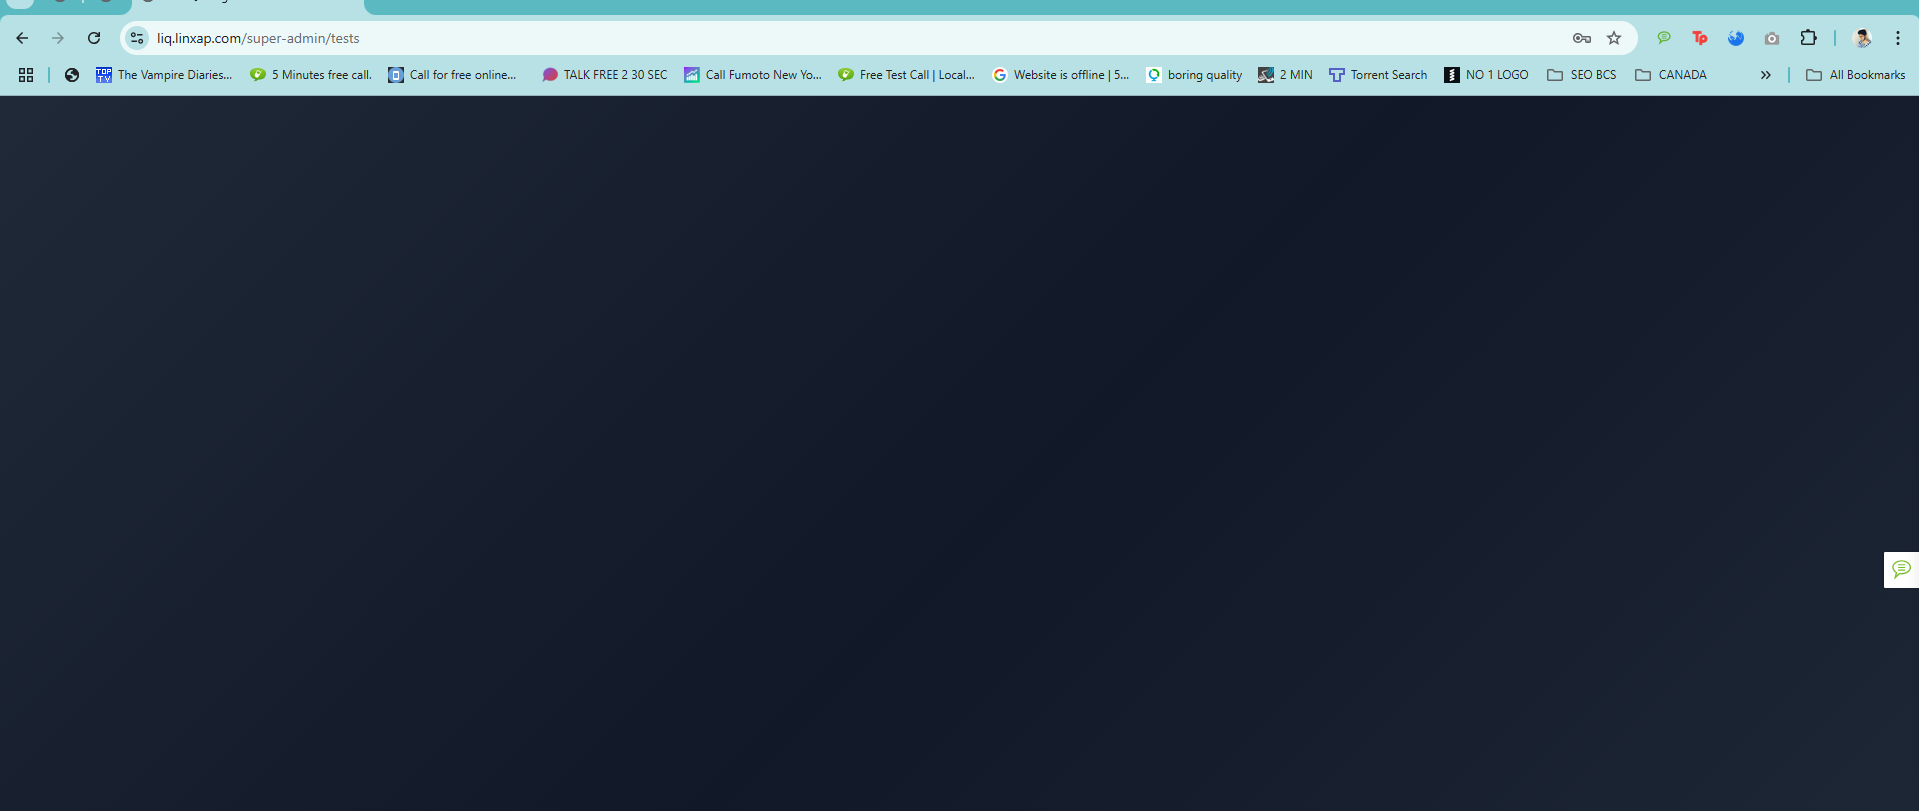 liq.linxap.com/super-admin/tests
The Vampire Diaries... 5 Minutes free call. Call for free online... TALK FREE 2 30 SEC Call Fumoto New Yo... Free Test Call | Local... Website is offline | 5... boring quality 2 MIN Torrent Search NO 1 LOGO SEO BCS CANADA » All Bookmarks